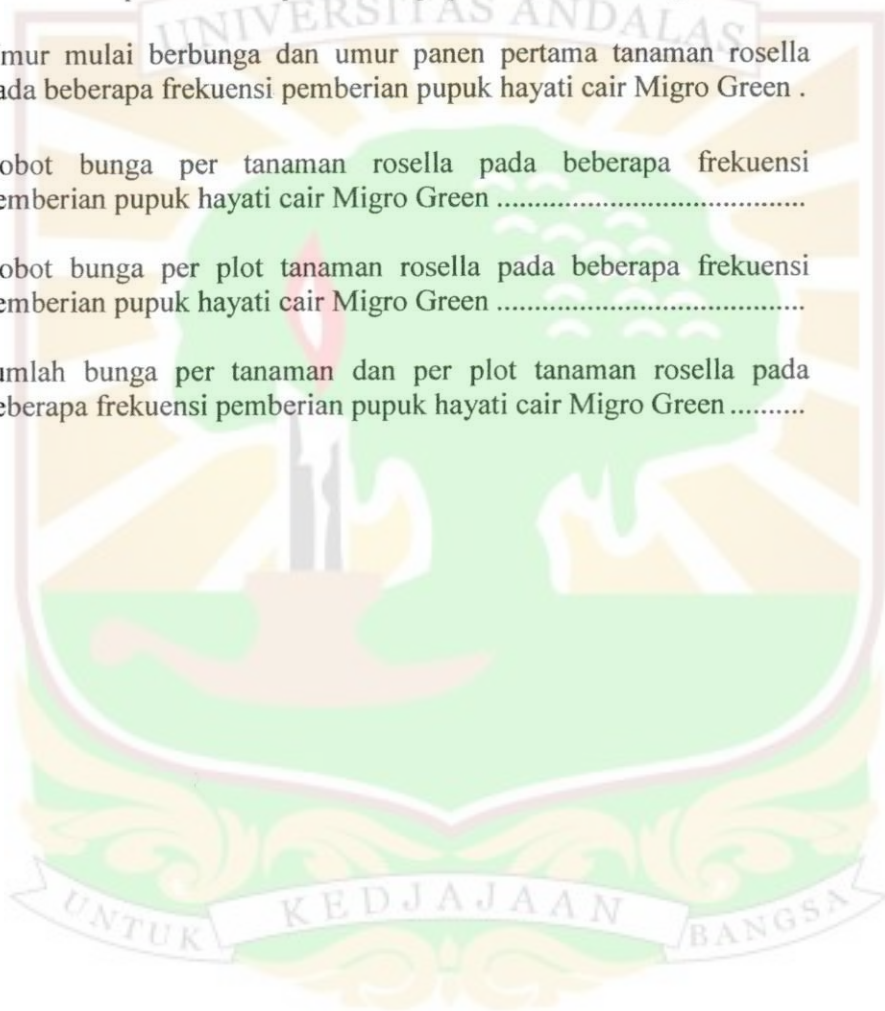 UNIVERSITAS ANDALAS
mur mulai berbunga dan umur panen pertama tanaman rosella
ada beberapa frekuensi pemberian pupuk hayati cair Migro Green .
obot bunga per tanaman rosella pada beberapa frekuensi
emberian pupuk hayati cair Migro Green ..........................................
obot bunga per plot tanaman rosella pada beberapa frekuensi
emberian pupuk hayati cair Migro Green ..........................................
umlah bunga per tanaman dan per plot tanaman rosella pada
eberapa frekuensi pemberian pupuk hayati cair Migro Green ..........
UNTUK KEDJAJAAN BANGSA